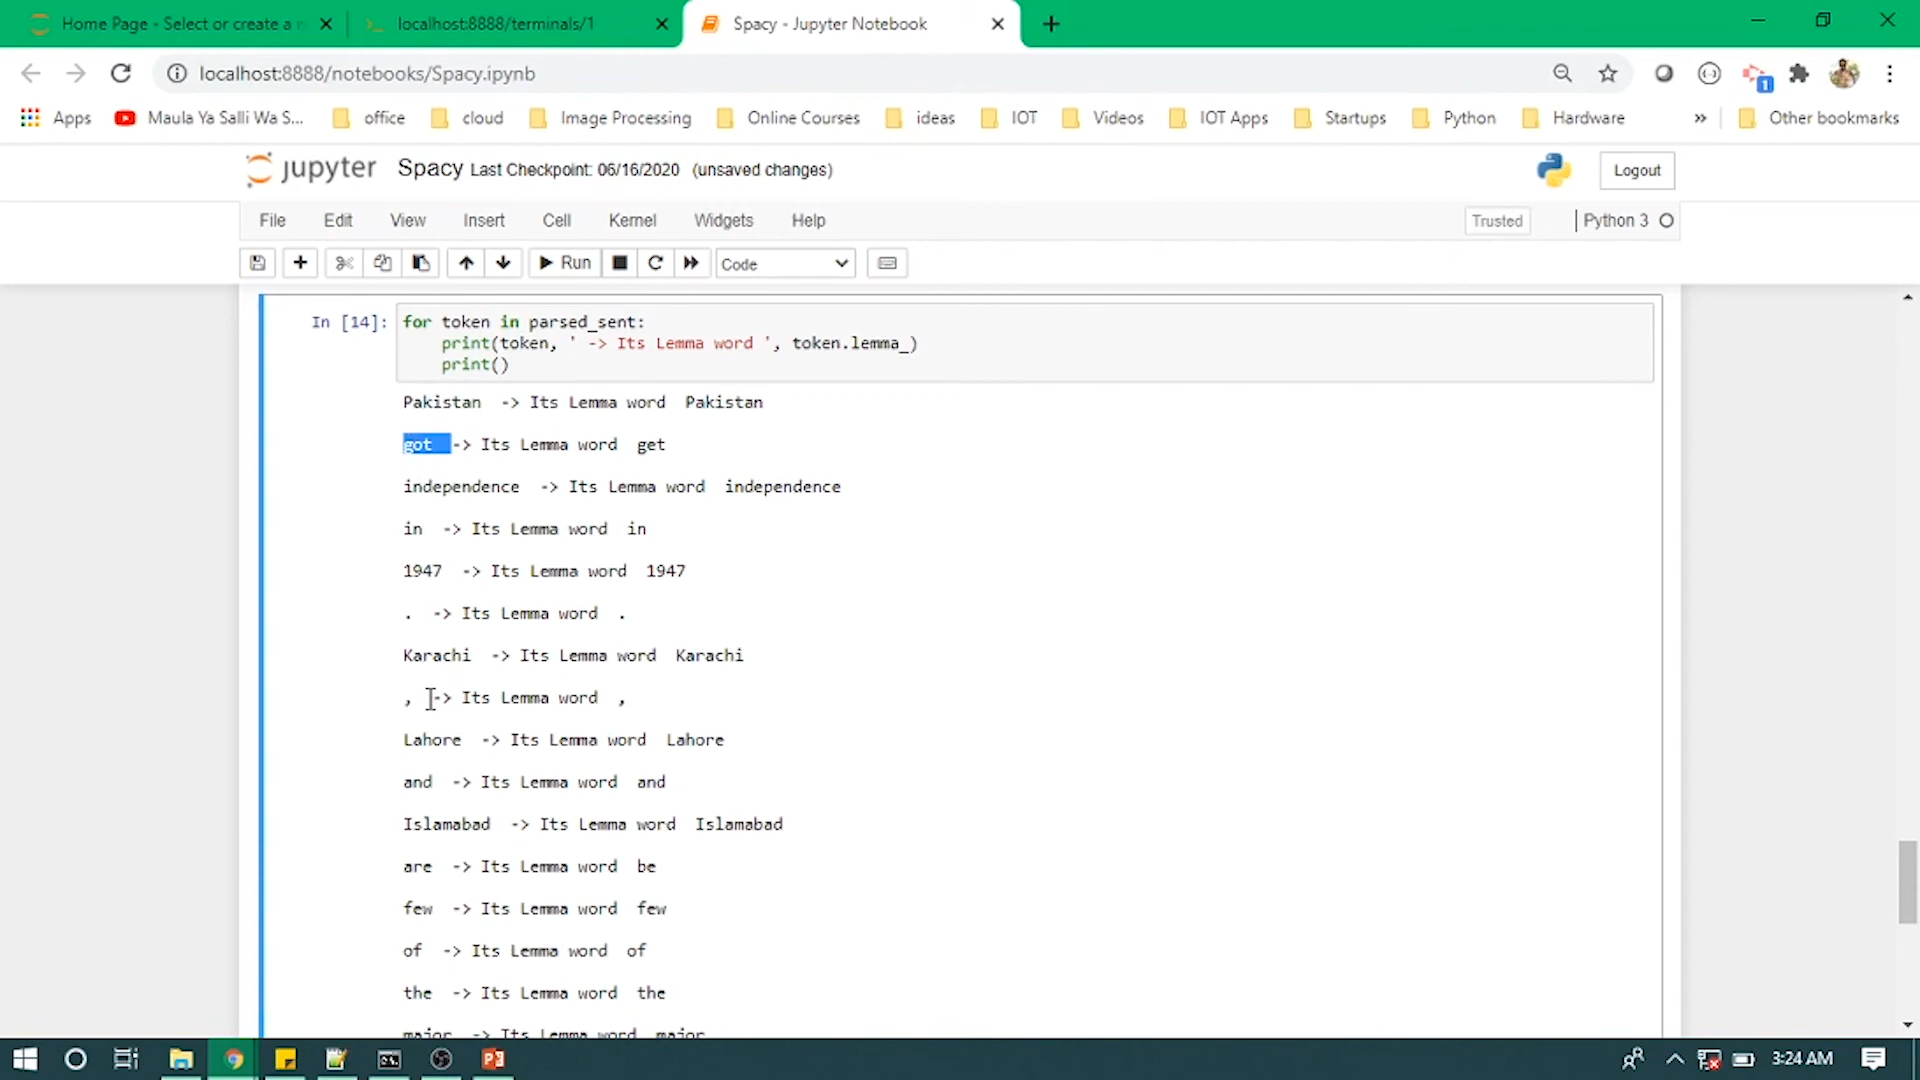 Home Page - Select or create a n
localhost:8888/terminals/1
Spacy - Jupyter Notebook
localhost:8888/notebooks/Spacy.ipynb
1
Apps
Maula Ya Salli Wa S...
office
cloud
Image Processing
Online Courses
ideas
IOT
Videos
IOT Apps
Startups
Python
Hardware
»
Other bookmarks
jupyter Spacy Last Checkpoint: 06/16/2020 (unsaved changes)
Logout
File Edit View Insert Cell Kernel Widgets Help
Trusted
Python 3
Run
Code
In [14]: for token in parsed_sent:
print(token, ' -> Its Lemma word ', token.lemma_)
print()
Pakistan -> Its Lemma word Pakistan
got -> Its Lemma word get
independence -> Its Lemma word independence
in -> Its Lemma word in
1947 -> Its Lemma word 1947
. -> Its Lemma word .
Karachi -> Its Lemma word Karachi
, -> Its Lemma word ,
Lahore -> Its Lemma word Lahore
and -> Its Lemma word and
Islamabad -> Its Lemma word Islamabad
are -> Its Lemma word be
few -> Its Lemma word few
of -> Its Lemma word of
the -> Its Lemma word the
major -> Its Lemma word major
3:24 AM